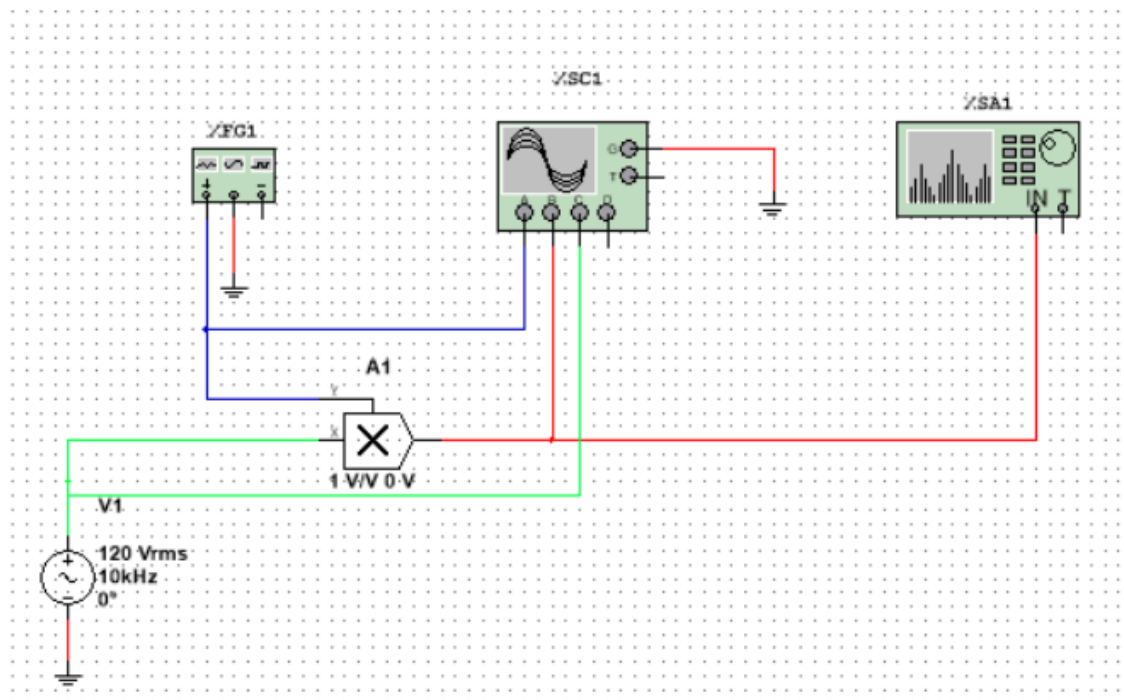 XSC1
XSA1
XFG1
+
−
G
T
A B C D
IN T
A1
Y
X
1 V/V 0 V
V1
120 Vrms
10kHz
0°